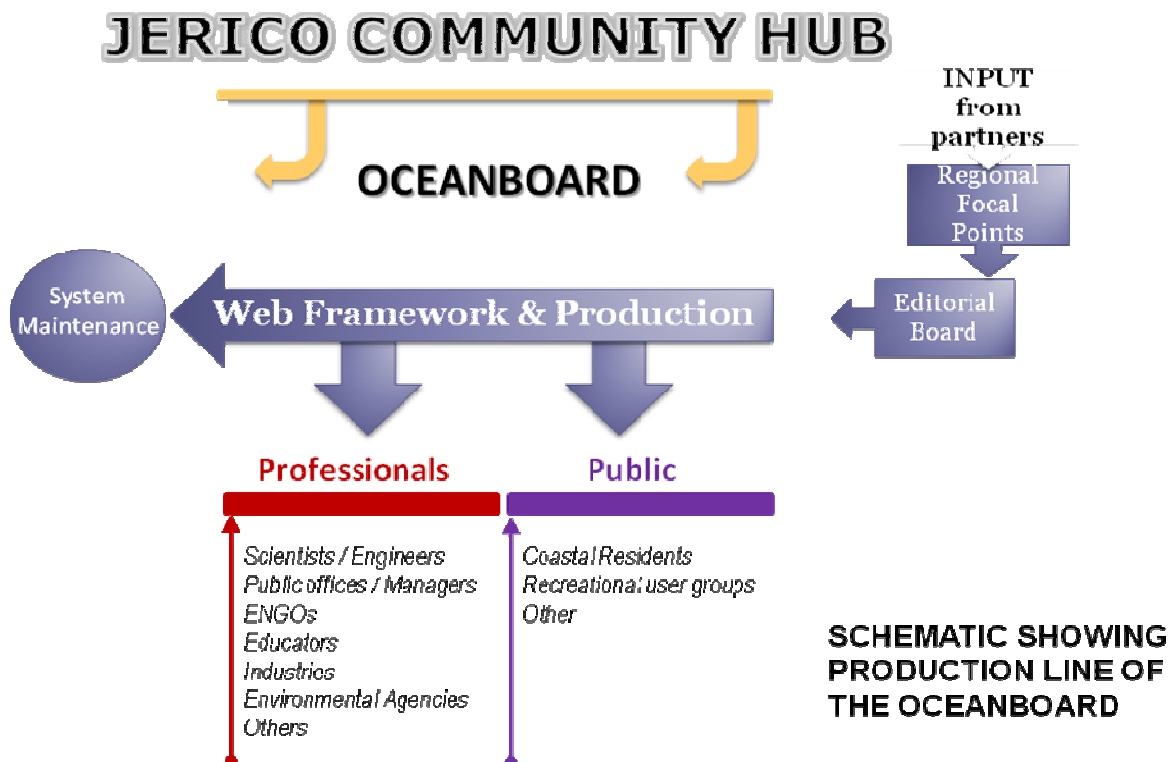 JERICO COMMUNITY HUB
INPUT
from
partners
OCEANBOARD
Regional
Focal
Points
System
Maintenance
Web Framework & Production
Editorial
Board
Professionals
Public
Scientists / Engineers
Public offices / Managers
ENGOs
Educators
Industries
Environmental Agencies
Others
Coastal Residents
Recreational user groups
Other
SCHEMATIC SHOWING
PRODUCTION LINE OF
THE OCEANBOARD